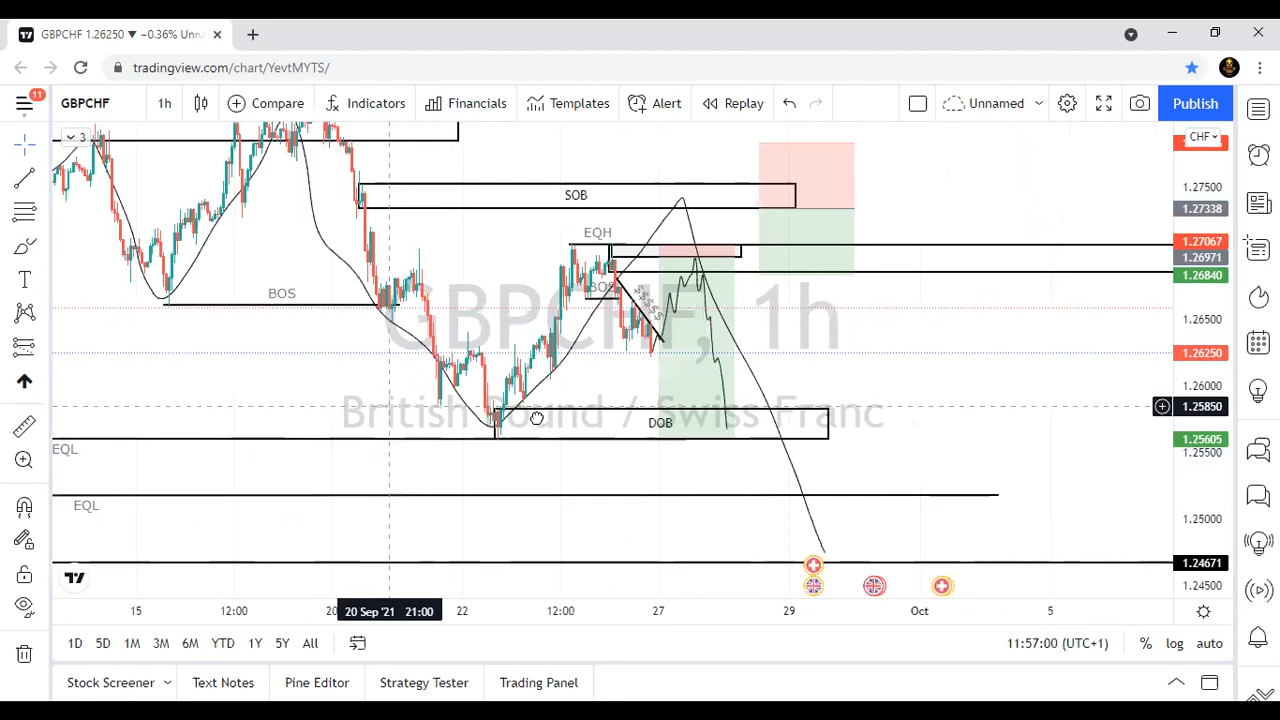 GBPCHF 1.26250 ▼ −0.36% Unna
tradingview.com/chart/YevtMYTS/
11
GBPCHF 1h Compare Indicators Financials Templates Alert Replay Unnamed Publish
3
CHF
SOB
EQH
BOS
BOS
$$$$$
GBPCHF, 1h
British Pound / Swiss Franc
DOB
EQL
EQL
1.27500
1.27338
1.27067
1.26971
1.26840
1.26500
1.26250
1.26000
1.25850
1.25605
1.25500
1.25000
1.24671
1.24500
15 12:00 20 20 Sep '21 21:00 22 12:00 27 29 Oct 5
1D 5D 1M 3M 6M YTD 1Y 5Y All 11:57:00 (UTC+1) % log auto
Stock Screener Text Notes Pine Editor Strategy Tester Trading Panel